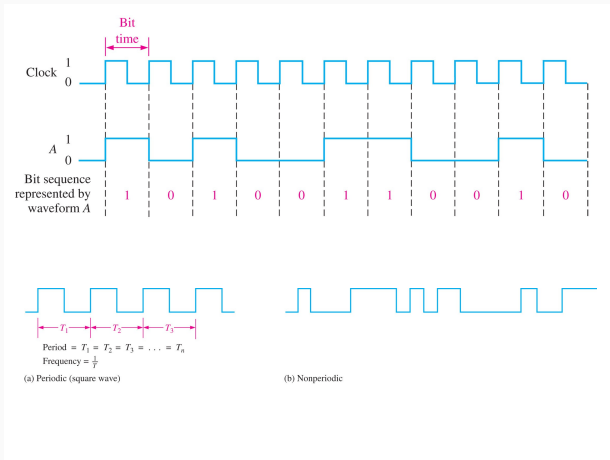 Bit
time
Clock 1
0
A 1
0
Bit sequence
represented by
waveform A
1 0 1 0 0 1 1 0 0 1 0
T1 T2 T3
Period = T1 = T2 = T3 = . . . = Tn
Frequency = 1/T
(a) Periodic (square wave)
(b) Nonperiodic